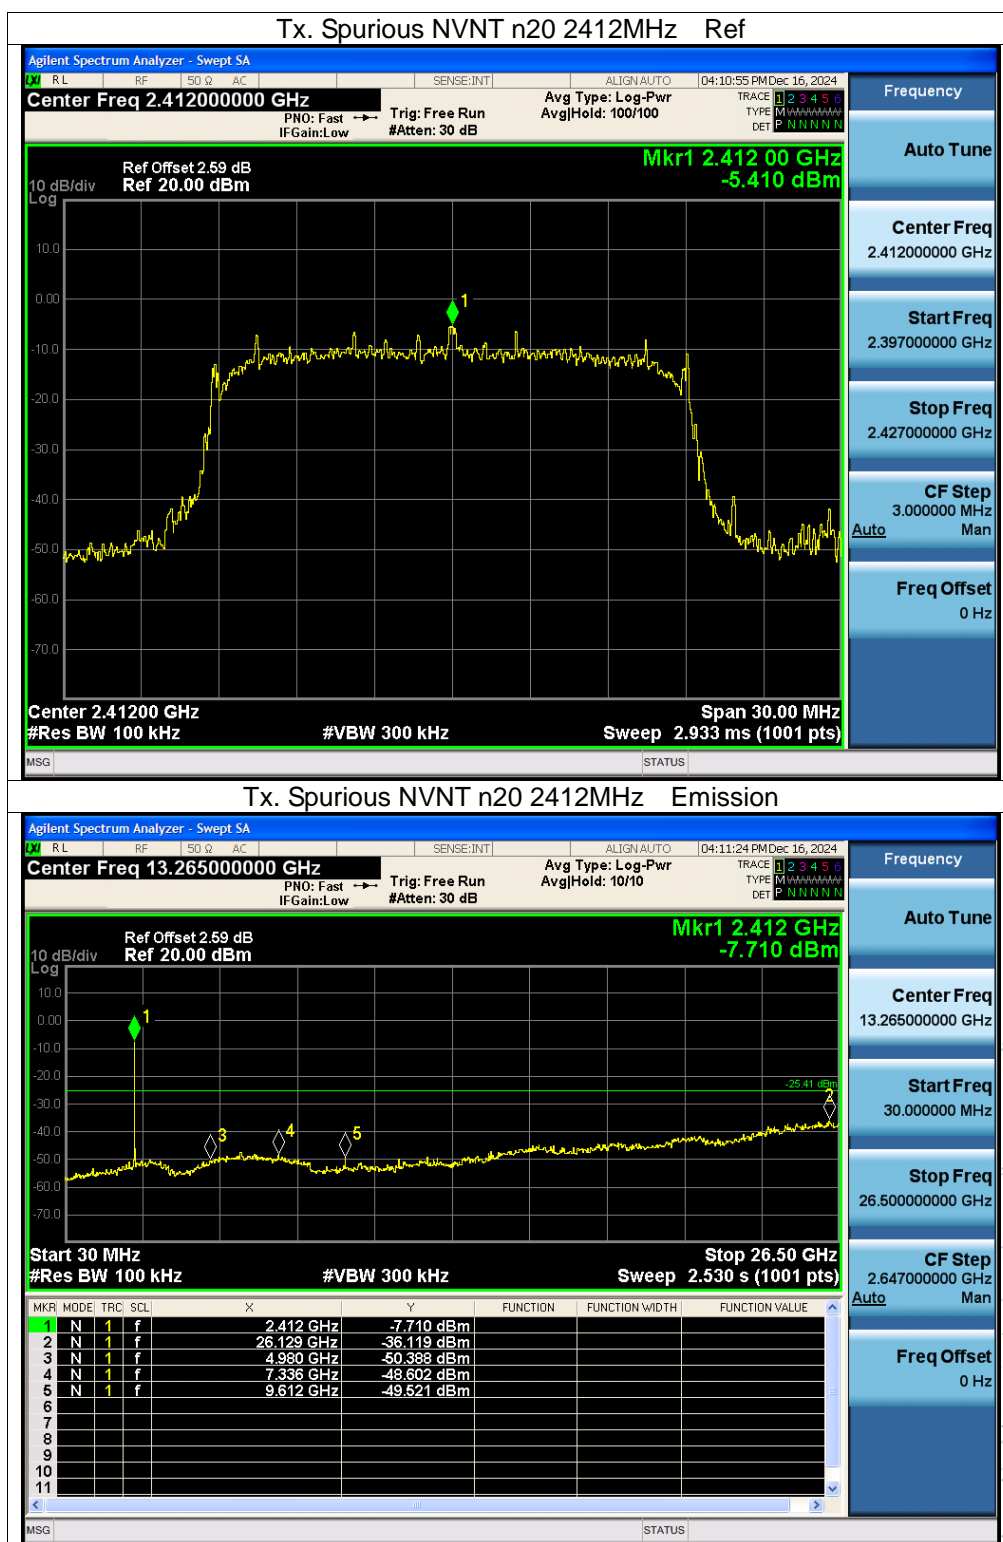 Tx. Spurious NVNT n20 2412MHz Ref
Agilent Spectrum Analyzer - Swept SA
LXI RL RF 50 Ω AC SENSE:INT ALIGN AUTO 04:10:55 PM Dec 16, 2024
Center Freq 2.412000000 GHz
PNO: Fast
IFGain:Low
Trig: Free Run
#Atten: 30 dB
Avg Type: Log-Pwr
Avg|Hold: 100/100
TRACE 1 2 3 4 5 6
TYPE M WWWWW
DET P N N N N N
Frequency
Auto Tune
Center Freq
2.412000000 GHz
Start Freq
2.397000000 GHz
Stop Freq
2.427000000 GHz
CF Step
3.000000 MHz
Auto Man
Freq Offset
0 Hz
Mkr1 2.412 00 GHz
-5.410 dBm
Ref Offset 2.59 dB
10 dB/div Ref 20.00 dBm
Log
10.0
0.00
-10.0
-20.0
-30.0
-40.0
-50.0
-60.0
-70.0
1
Center 2.41200 GHz Span 30.00 MHz
#Res BW 100 kHz #VBW 300 kHz Sweep 2.933 ms (1001 pts)
MSG STATUS
Tx. Spurious NVNT n20 2412MHz Emission
Agilent Spectrum Analyzer - Swept SA
LXI RL RF 50 Ω AC SENSE:INT ALIGN AUTO 04:11:24 PM Dec 16, 2024
Center Freq 13.265000000 GHz
PNO: Fast
IFGain:Low
Trig: Free Run
#Atten: 30 dB
Avg Type: Log-Pwr
Avg|Hold: 10/10
TRACE 1 2 3 4 5 6
TYPE M WWWWW
DET P N N N N N
Frequency
Auto Tune
Center Freq
13.265000000 GHz
Start Freq
30.000000 MHz
Stop Freq
26.500000000 GHz
CF Step
2.647000000 GHz
Auto Man
Freq Offset
0 Hz
Mkr1 2.412 GHz
-7.710 dBm
Ref Offset 2.59 dB
10 dB/div Ref 20.00 dBm
Log
10.0
0.00
-10.0
-20.0
-30.0
-40.0
-50.0
-60.0
-70.0
1
-25.41 dBm
2
3
4
5
Start 30 MHz Stop 26.50 GHz
#Res BW 100 kHz #VBW 300 kHz Sweep 2.530 s (1001 pts)
MKR MODE TRC SCL X Y FUNCTION FUNCTION WIDTH FUNCTION VALUE
1 N 1 f 2.412 GHz -7.710 dBm
2 N 1 f 26.129 GHz -36.119 dBm
3 N 1 f 4.980 GHz -50.388 dBm
4 N 1 f 7.336 GHz -48.602 dBm
5 N 1 f 9.612 GHz -49.521 dBm
6
7
8
9
10
11
MSG STATUS